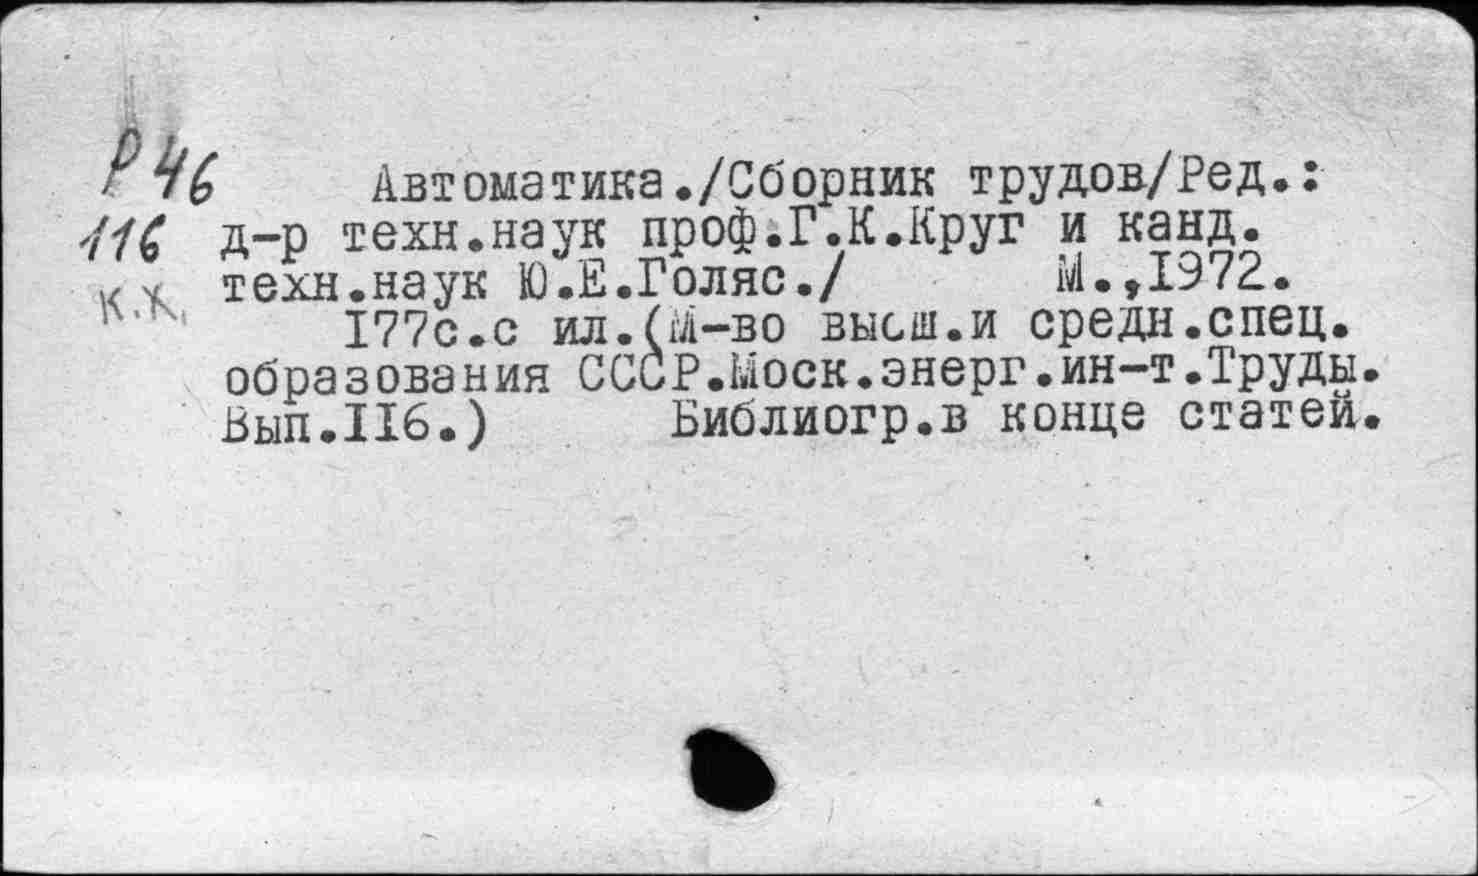 Р46 Автоматика./Сборник трудов/Ред.:
116 д-р техн.наук проф.Г.К.Круг и канд.
К.Х. техн.наук Ю.Е.Голяс./ М.,1972.
177с.с ил.(М-во высш.и средн.спец.
образования СССР.Моск.энерг.ин-т.Труды.
Вып.116.) Библиогр.в конце статей.